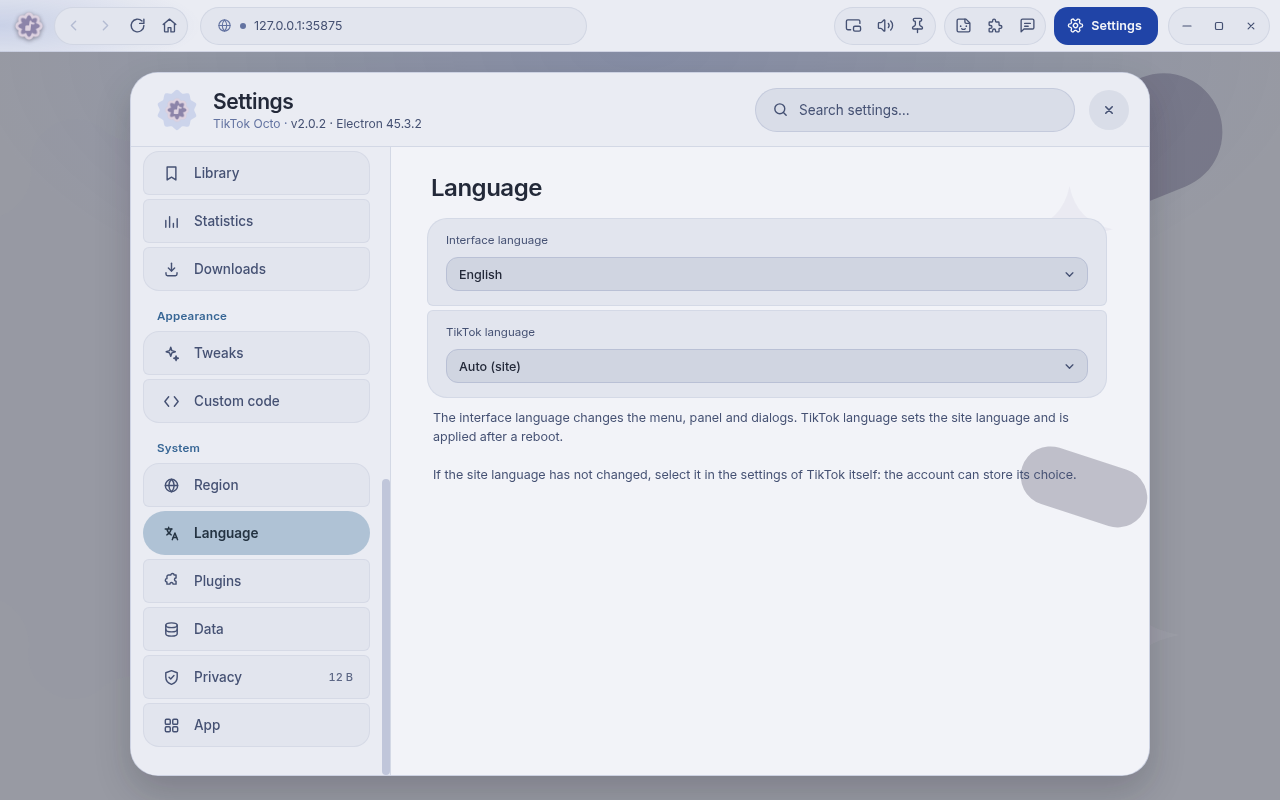 127.0.0.1:35875
Settings
Settings
TikTok Octo · v2.0.2 · Electron 45.3.2
Search settings...
Library
Statistics
Downloads
Appearance
Tweaks
Custom code
System
Region
Language
Plugins
Data
Privacy
12 B
App
Language
Interface language
English
TikTok language
Auto (site)
The interface language changes the menu, panel and dialogs. TikTok language sets the site language and is
applied after a reboot.
If the site language has not changed, select it in the settings of TikTok itself: the account can store its choice.